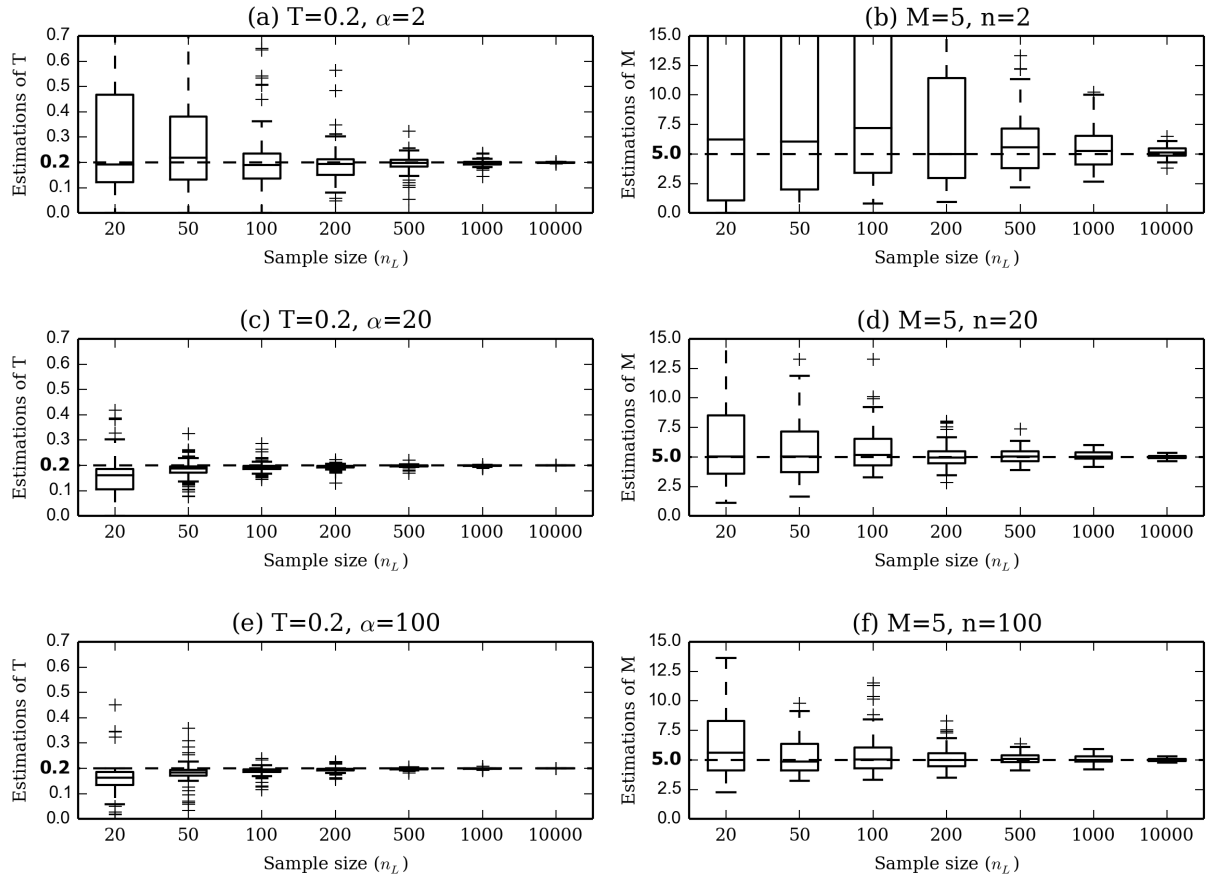 (a) T=0.2, α=2
Estimations of T
0.7
0.6
0.5
0.4
0.3
0.2
0.1
0.0
20 50 100 200 500 1000 10000
Sample size (n_L)
(b) M=5, n=2
Estimations of M
15.0
12.5
10.0
7.5
5.0
2.5
0.0
20 50 100 200 500 1000 10000
Sample size (n_L)
(c) T=0.2, α=20
Estimations of T
0.7
0.6
0.5
0.4
0.3
0.2
0.1
0.0
20 50 100 200 500 1000 10000
Sample size (n_L)
(d) M=5, n=20
Estimations of M
15.0
12.5
10.0
7.5
5.0
2.5
0.0
20 50 100 200 500 1000 10000
Sample size (n_L)
(e) T=0.2, α=100
Estimations of T
0.7
0.6
0.5
0.4
0.3
0.2
0.1
0.0
20 50 100 200 500 1000 10000
Sample size (n_L)
(f) M=5, n=100
Estimations of M
15.0
12.5
10.0
7.5
5.0
2.5
0.0
20 50 100 200 500 1000 10000
Sample size (n_L)